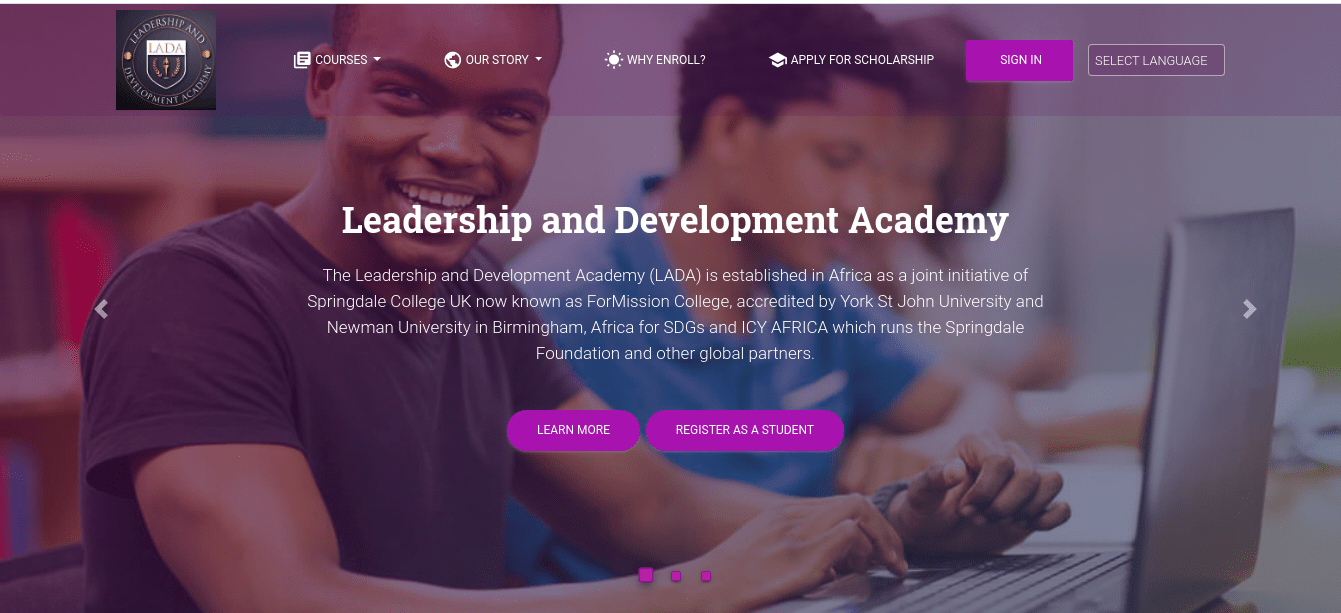 LEADERSHIP AND
LADA
DEVELOPMENT ACADEMY
COURSES
OUR STORY
WHY ENROLL?
APPLY FOR SCHOLARSHIP
SIGN IN
SELECT LANGUAGE
Leadership and Development Academy
The Leadership and Development Academy (LADA) is established in Africa as a joint initiative of
Springdale College UK now known as ForMission College, accredited by York St John University and
Newman University in Birmingham, Africa for SDGs and ICY AFRICA which runs the Springdale
Foundation and other global partners.
LEARN MORE
REGISTER AS A STUDENT